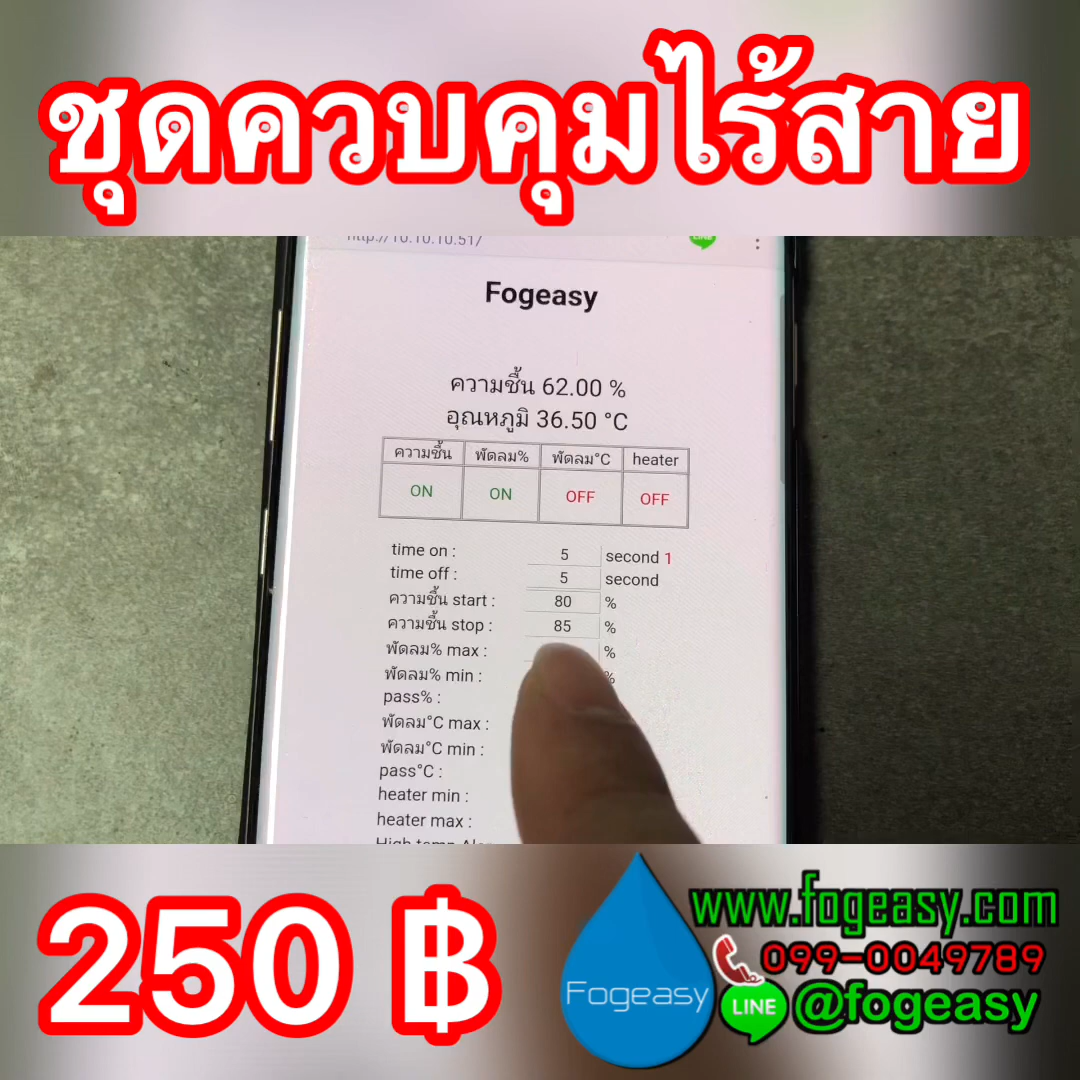 ชุดควบคุมไร้สาย
http://10.10.10.51/
LINE
Fogeasy
ความชื้น 62.00 %
อุณหภูมิ 36.50 °C
ความชื้น พัดลม% พัดลม°C heater
ON ON OFF OFF
time on : 5 second 1
time off : 5 second
ความชื้น start : 80 %
ความชื้น stop : 85 %
พัดลม% max : %
พัดลม% min : %
pass% :
พัดลม°C max :
พัดลม°C min :
pass°C :
heater min :
heater max :
High temp
250 ฿
Fogeasy
www.fogeasy.com
099-0049789
LINE @fogeasy